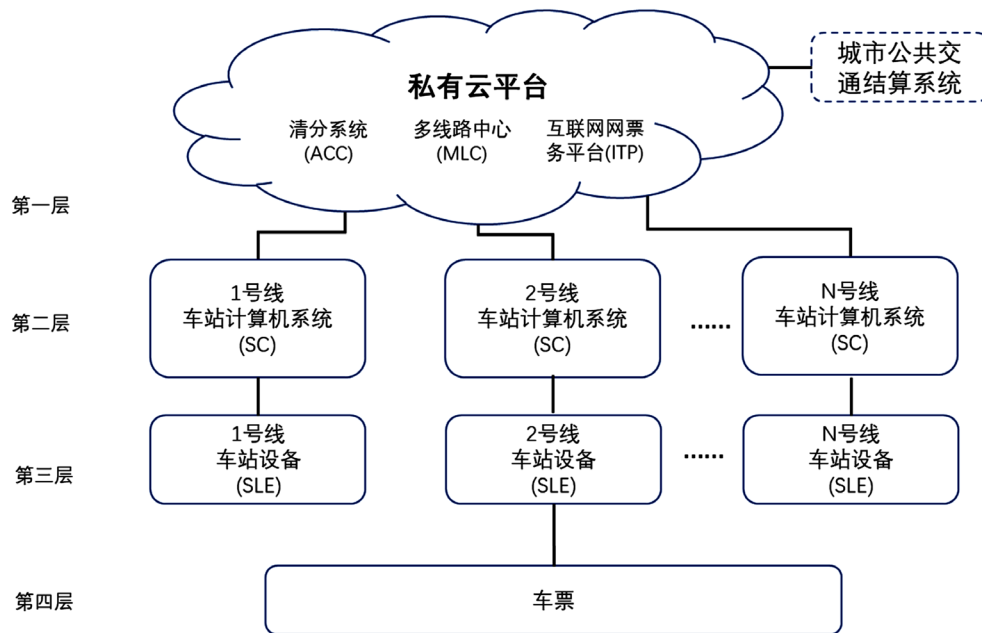 城市公共交
通结算系统
私有云平台
清分系统
(ACC)
多线路中心
(MLC)
互联网网票
务平台(ITP)
第一层
第二层
1号线
车站计算机系统
(SC)
2号线
车站计算机系统
(SC)
······
N号线
车站计算机系统
(SC)
第三层
1号线
车站设备
(SLE)
2号线
车站设备
(SLE)
······
N号线
车站设备
(SLE)
第四层
车票